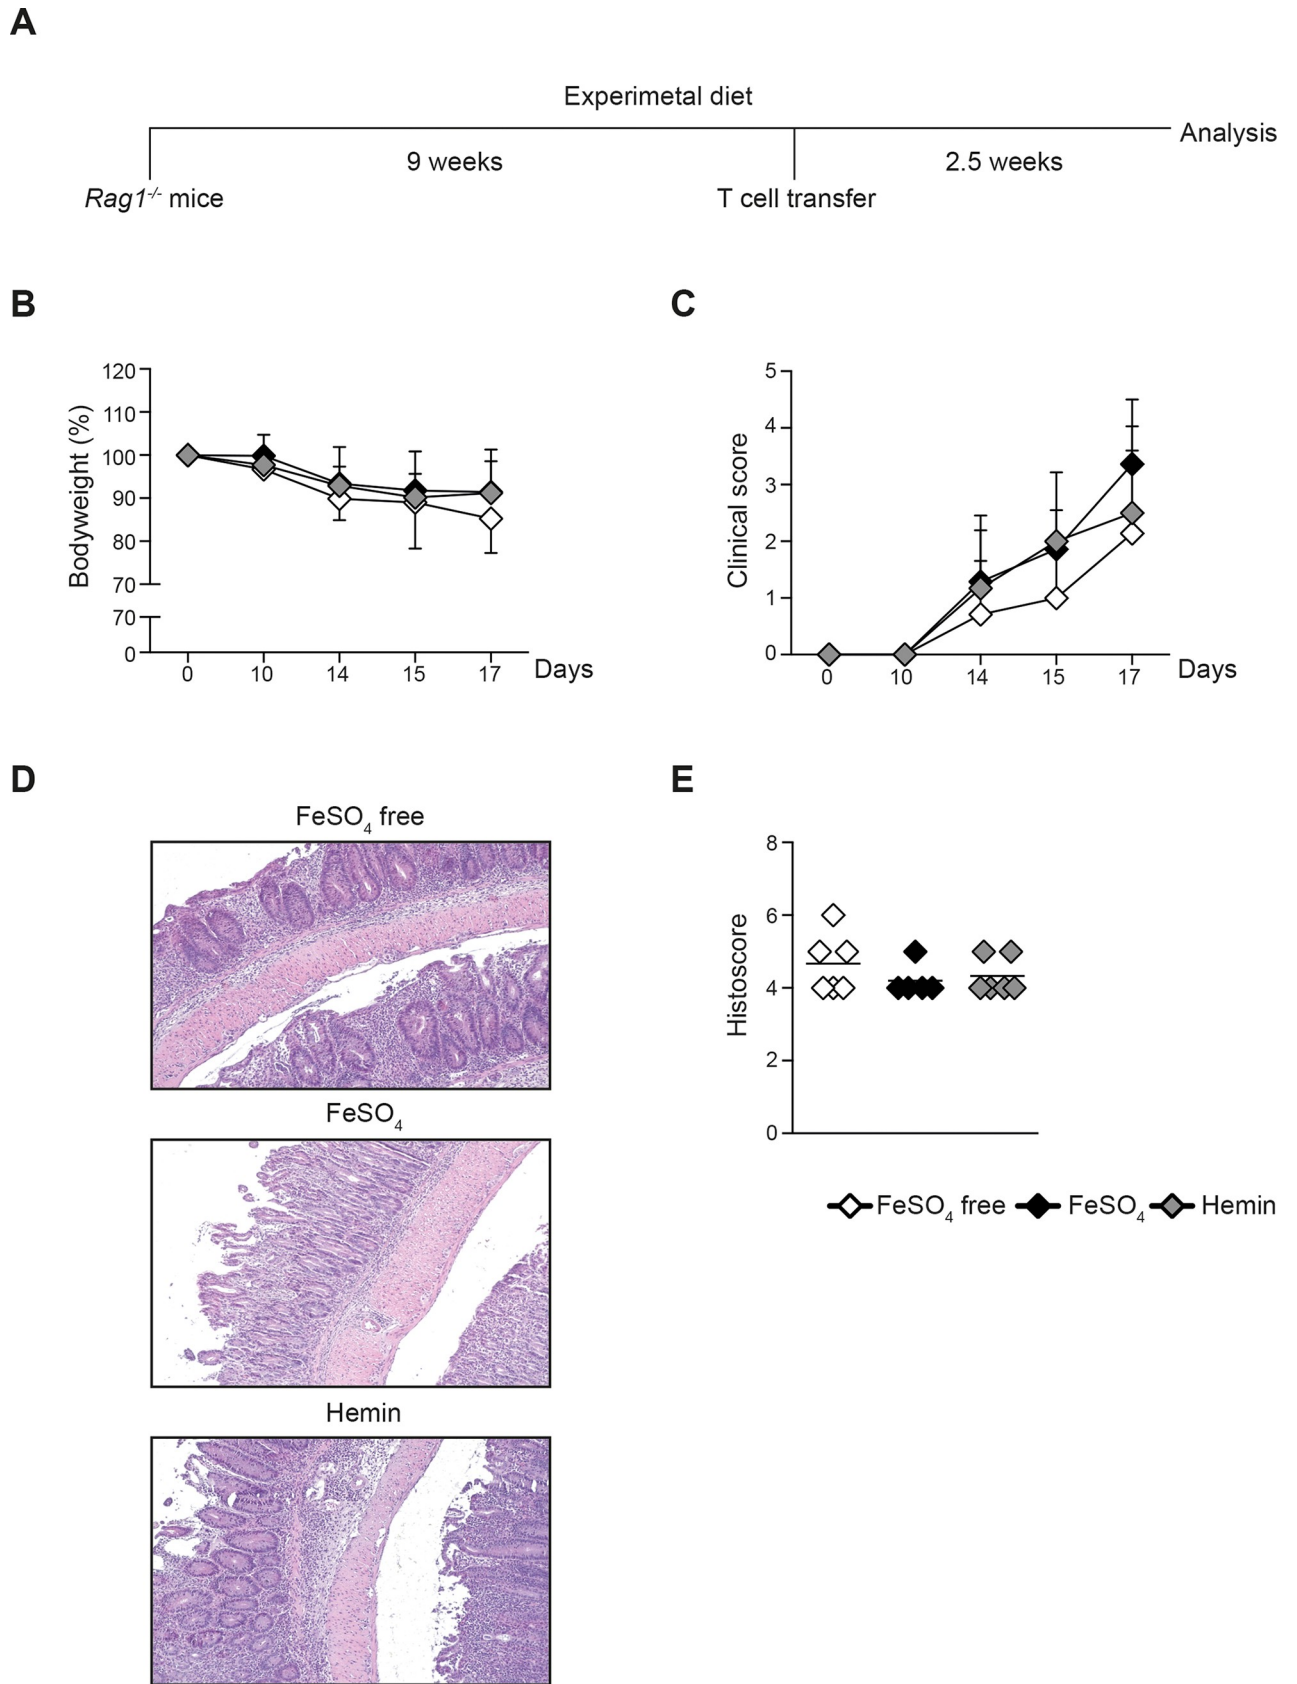 A
Experimetal diet
Analysis
9 weeks
2.5 weeks
Rag1-/- mice
T cell transfer
B
Bodyweight (%)
120
110
100
90
80
70
70
0
0 10 14 15 17 Days
C
Clinical score
5
4
3
2
1
0
0 10 14 15 17 Days
D
FeSO4 free
FeSO4
Hemin
E
Histoscore
8
6
4
2
0
FeSO4 free FeSO4 Hemin